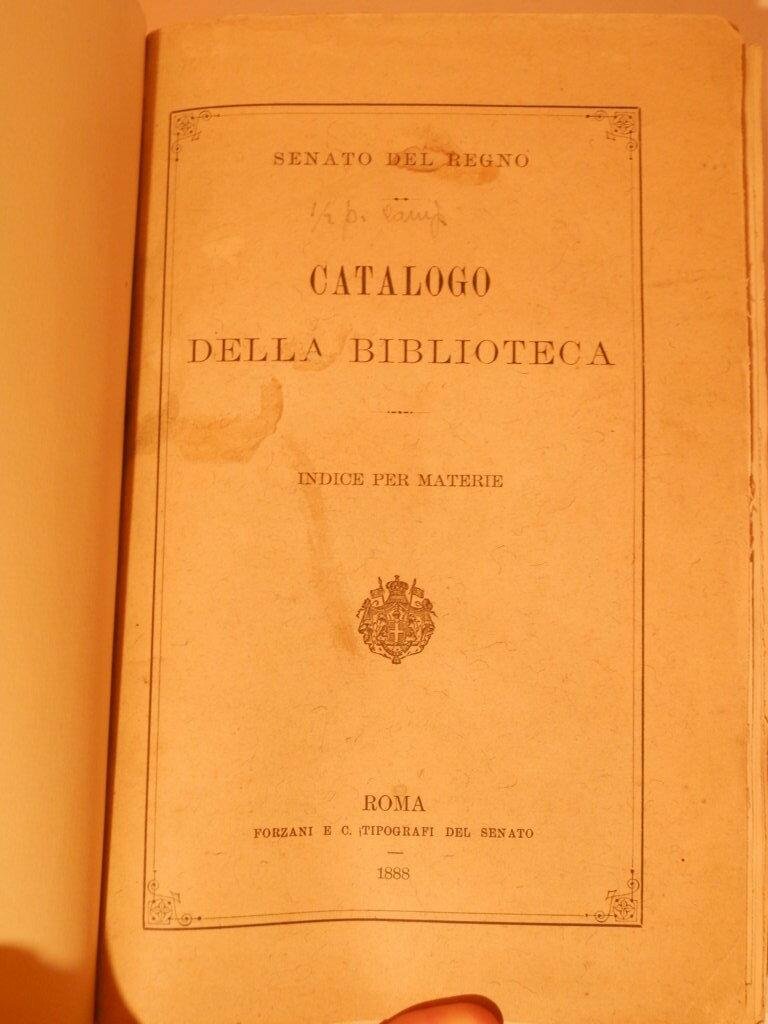 SENATO DEL REGNO
CATALOGO
DELLA BIBLIOTECA
INDICE PER MATERIE
ROMA
FORZANI E C. TIPOGRAFI DEL SENATO
1888